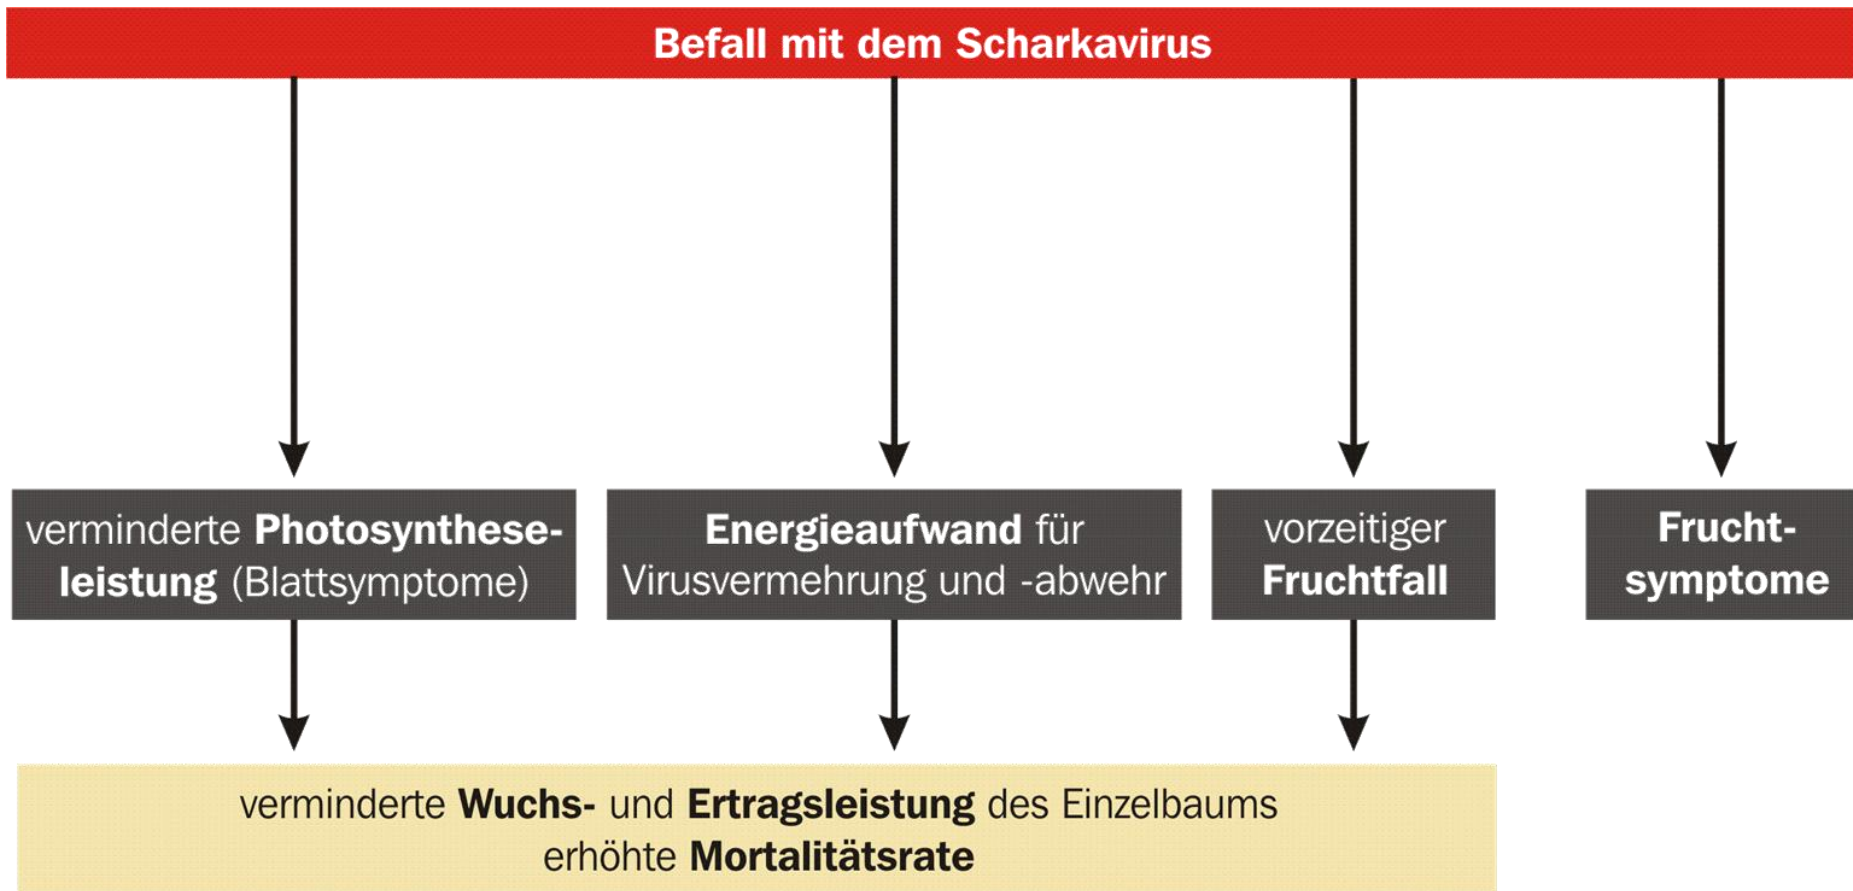 Befall mit dem Scharkavirus
verminderte Photosynthese-
leistung (Blattsymptome)
Energieaufwand für
Virusvermehrung und -abwehr
vorzeitiger
Fruchtfall
Frucht-
symptome
verminderte Wuchs- und Ertragsleistung des Einzelbaums
erhöhte Mortalitätsrate